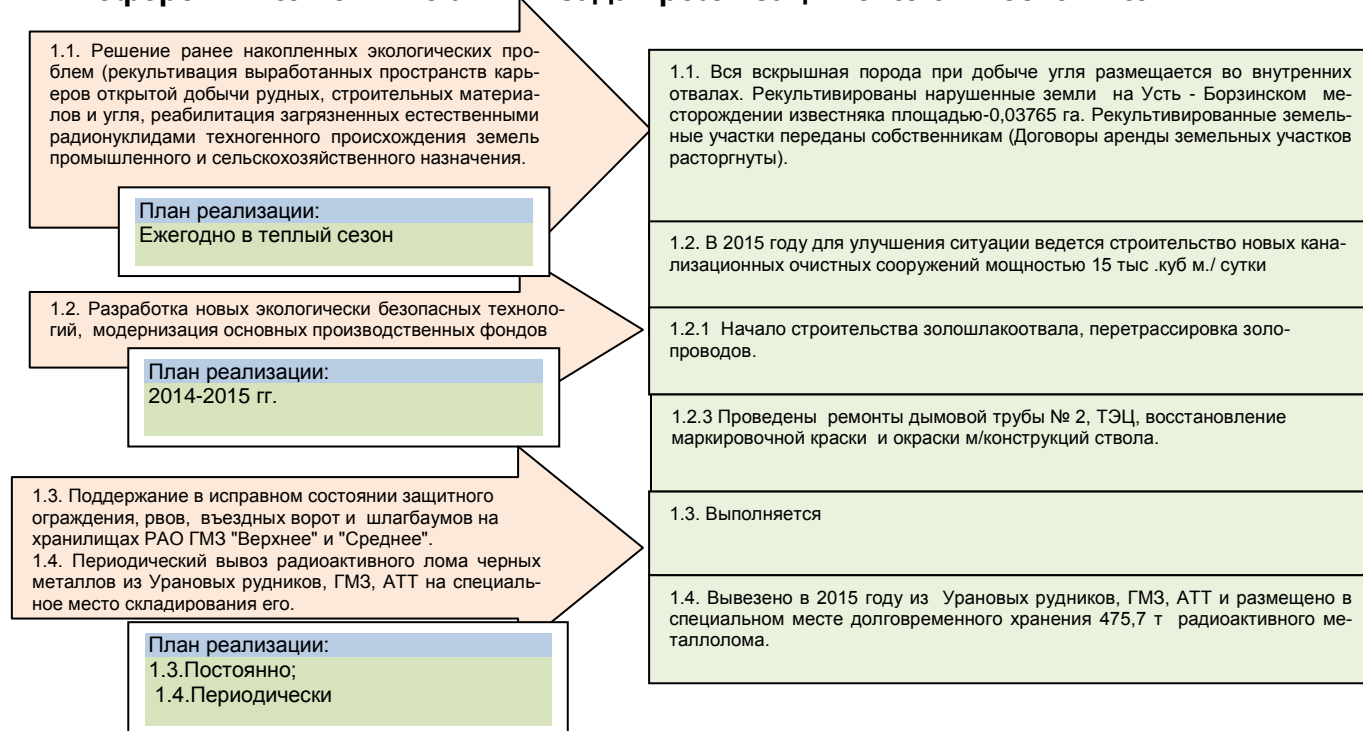 1.1. Решение ранее накопленных экологических про-
блем (рекультивация выработанных пространств карь-
еров открытой добычи рудных, строительных материа-
лов и угля, реабилитация загрязненных естественными
радионуклидами техногенного происхождения земель
промышленного и сельскохозяйственного назначения.
План реализации:
Ежегодно в теплый сезон
1.1. Вся вскрышная порода при добыче угля размещается во внутренних
отвалах. Рекультивированы нарушенные земли на Усть - Борзинском ме-
сторождении известняка площадью-0,03765 га. Рекультивированные земель-
ные участки переданы собственникам (Договоры аренды земельных участков
расторгнуты).
1.2. Разработка новых экологически безопасных техноло-
гий, модернизация основных производственных фондов
План реализации:
2014-2015 гг.
1.2. В 2015 году для улучшения ситуации ведется строительство новых кана-
лизационных очистных сооружений мощностью 15 тыс .куб м./ сутки
1.2.1 Начало строительства золошлакоотвала, перетрассировка золо-
проводов.
1.2.3 Проведены ремонты дымовой трубы № 2, ТЭЦ, восстановление
маркировочной краски и окраски м/конструкций ствола.
1.3. Поддержание в исправном состоянии защитного
ограждения, рвов, въездных ворот и шлагбаумов на
хранилищах РАО ГМЗ "Верхнее" и "Среднее".
1.4. Периодический вывоз радиоактивного лома черных
металлов из Урановых рудников, ГМЗ, АТТ на специаль-
ное место складирования его.
План реализации:
1.3.Постоянно;
1.4.Периодически
1.3. Выполняется
1.4. Вывезено в 2015 году из Урановых рудников, ГМЗ, АТТ и размещено в
специальном месте долговременного хранения 475,7 т радиоактивного ме-
таллолома.